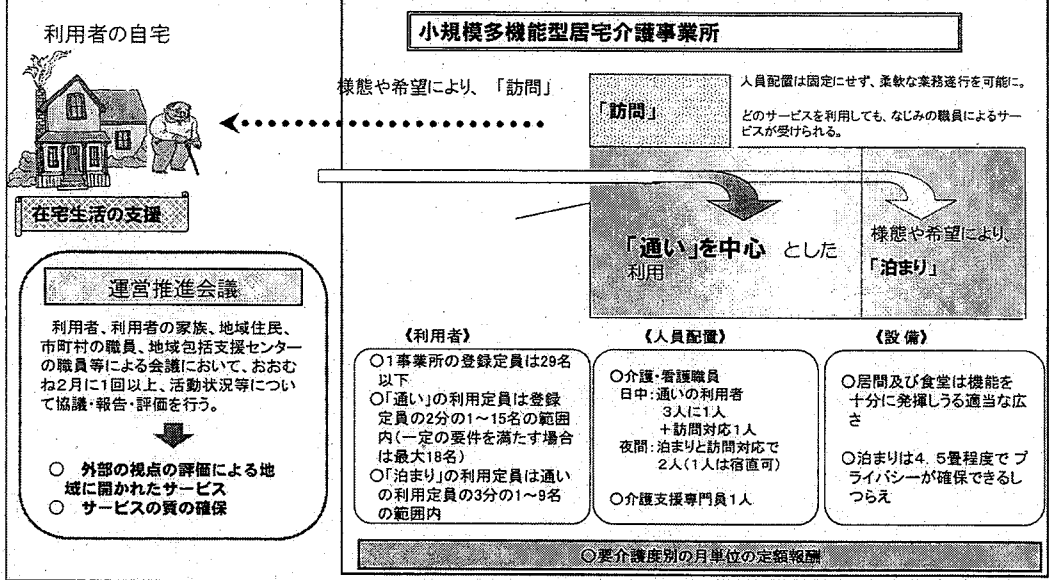 利用者の自宅
在宅生活の支援
運営推進会議
利用者、利用者の家族、地域住民、
市町村の職員、地域包括支援センター
の職員等による会議において、おおむ
ね2月に1回以上、活動状況等につい
て協議・報告・評価を行う。
○ 外部の視点の評価による地
域に開かれたサービス
○ サービスの質の確保
小規模多機能型居宅介護事業所
様態や希望により、「訪問」
「訪問」
人員配置は固定にせず、柔軟な業務遂行を可能に。
どのサービスを利用しても、なじみの職員によるサー
ビスが受けられる。
「通い」を中心 とした
利用
様態や希望により、
「泊まり」
《利用者》
○1事業所の登録定員は29名
以下
○「通い」の利用定員は登録
定員の2分の1~15名の範囲
内(一定の要件を満たす場合
は最大18名)
○「泊まり」の利用定員は通い
の利用定員の3分の1~9名
の範囲内
《人員配置》
○介護・看護職員
日中:通いの利用者
3人に1人
+訪問対応1人
夜間:泊まりと訪問対応で
2人(1人は宿直可)
○介護支援専門員1人
《設備》
○居間及び食堂は機能を
十分に発揮しうる適当な広
さ
○泊まりは4.5畳程度でプ
ライバシーが確保できるし
つらえ
○要介護度別の月単位の定額報酬